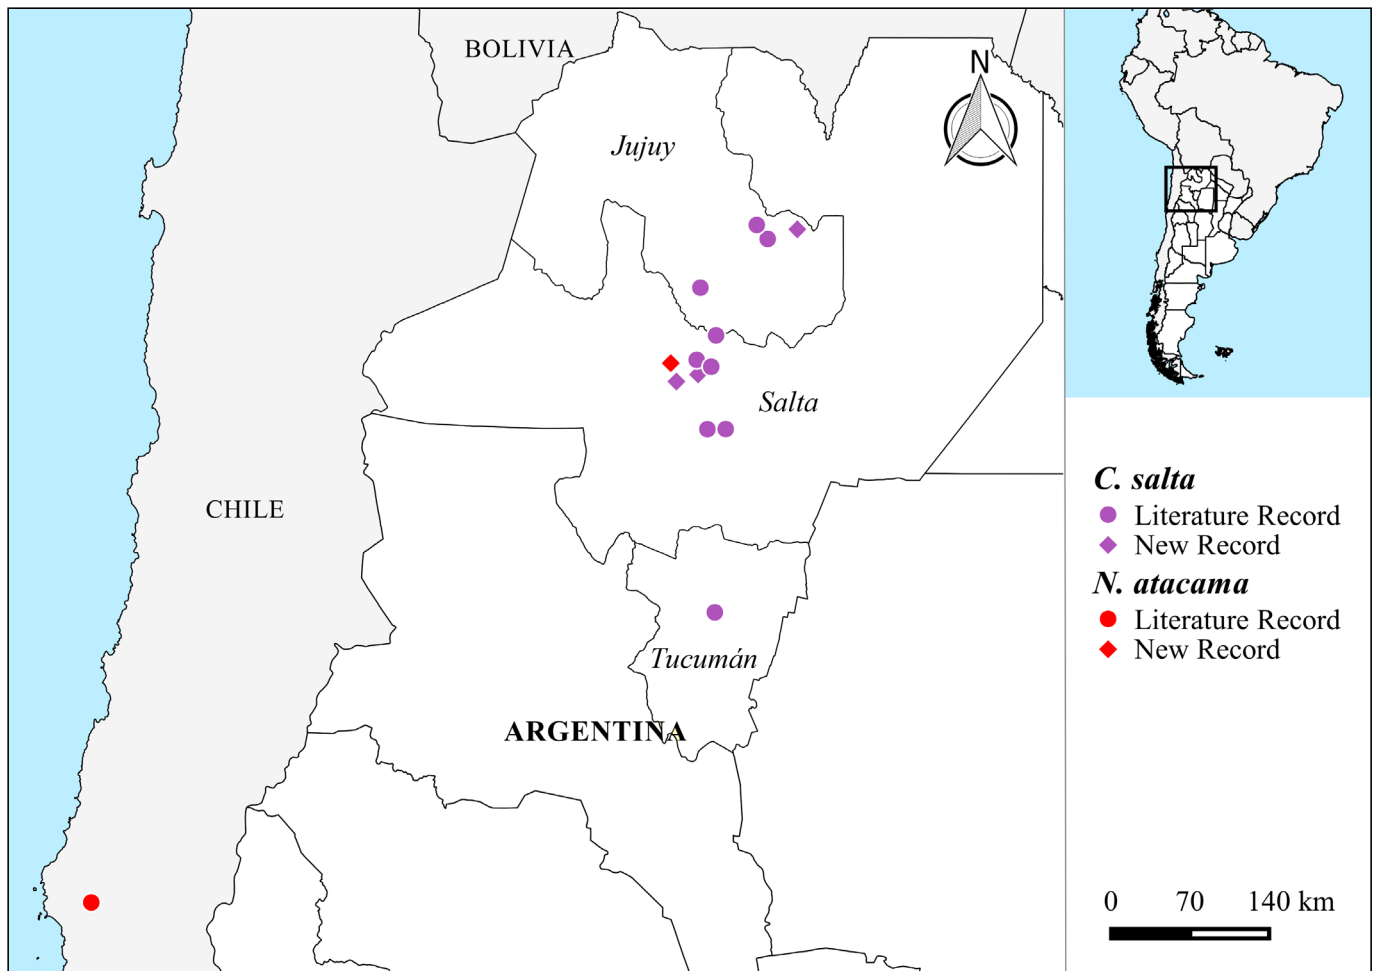 BOLIVIA
N
Jujuy
Salta
CHILE
Tucumán
ARGENTINA
C. salta
Literature Record
New Record
N. atacama
Literature Record
New Record
0 70 140 km